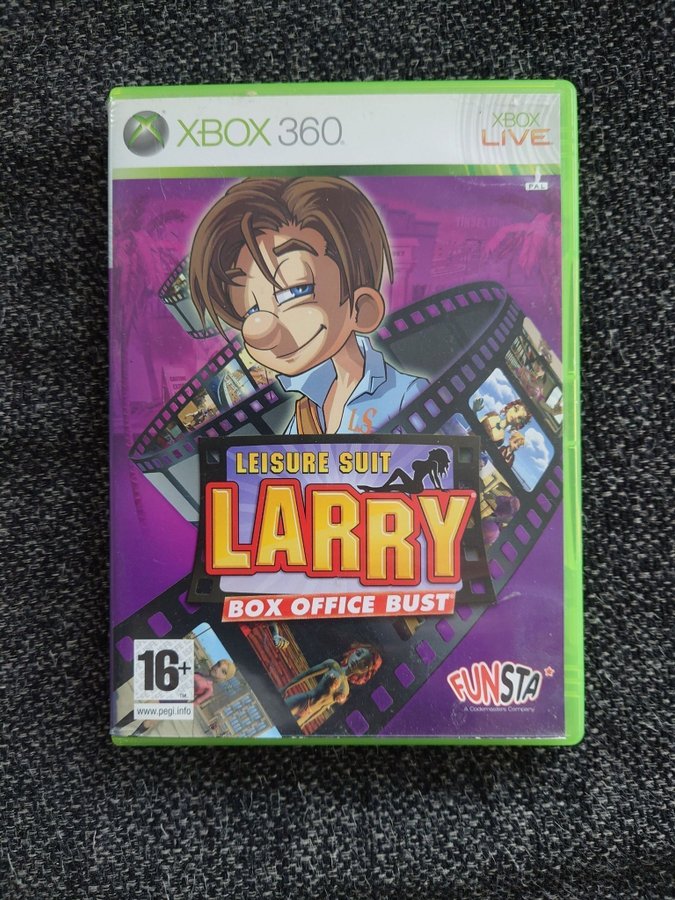 XBOX 360
XBOX
LIVE
PAL
LS
LEISURE SUIT
LARRY
BOX OFFICE BUST
16+
TM
www.pegi.info
FUNSTA
A Codemasters Company